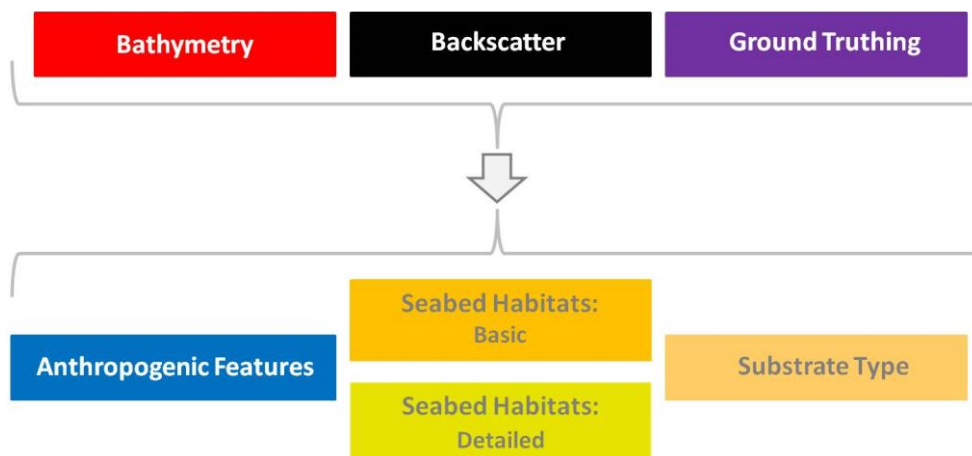 Bathymetry
Backscatter
Ground Truthing
Anthropogenic Features
Seabed Habitats:
Basic
Seabed Habitats:
Detailed
Substrate Type